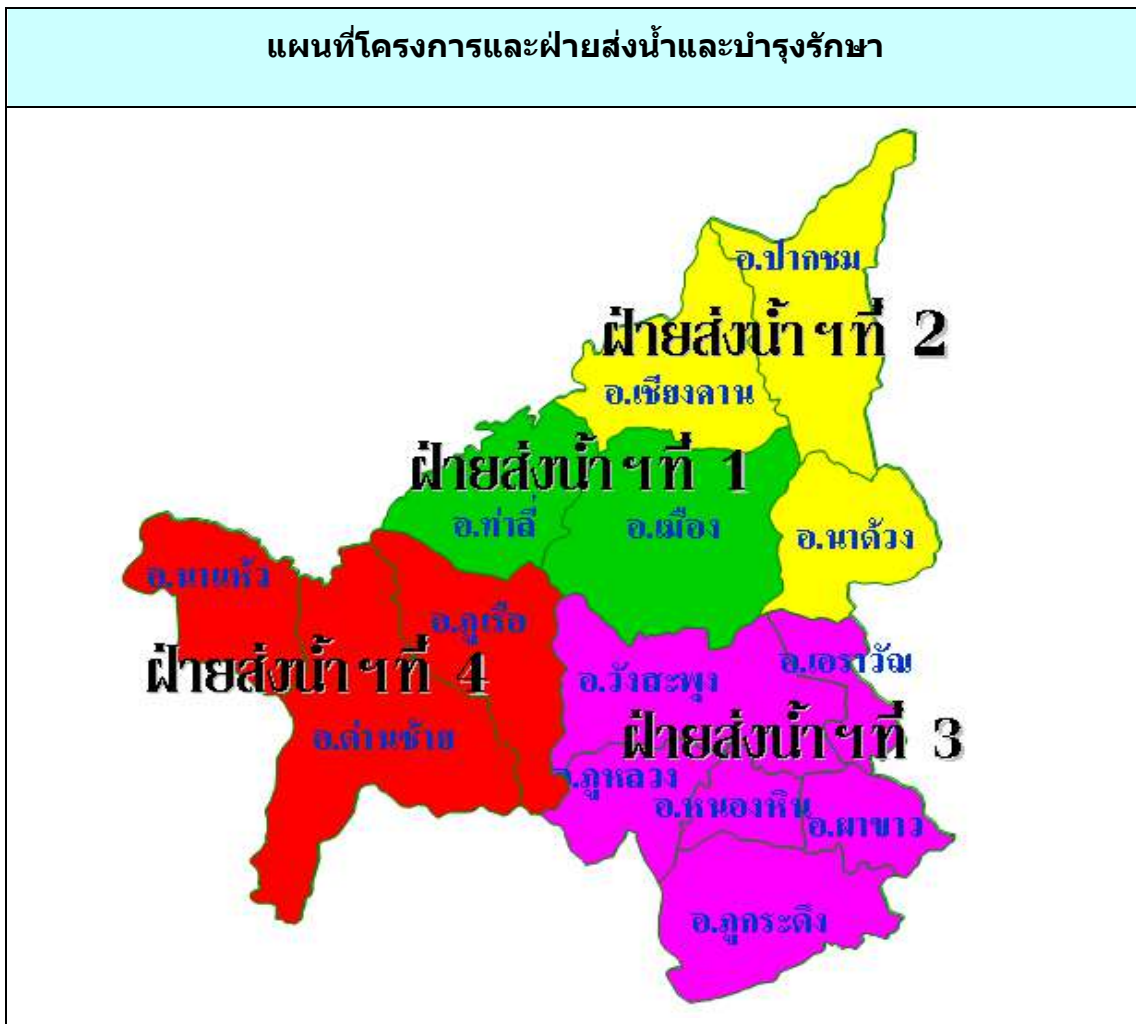 แผนที่โครงการและฝ่ายส่งน้ำและบำรุงรักษา
อ.ปากชม
ฝ่ายส่งน้ำฯที่ 2
อ.เชียงคาน
ฝ่ายส่งน้ำฯที่ 1
อ.ท่าลี่
อ.เมือง
อ.นาด้วง
อ.นาแห้ว
อ.ภูเรือ
อ.เอราวัณ
ฝ่ายส่งน้ำฯที่ 4
อ.วังสะพุง
อ.ด่านซ้าย
ฝ่ายส่งน้ำฯที่ 3
อ.ภูหลวง
อ.หนองหิน
อ.ผาขาว
อ.ภูกระดึง